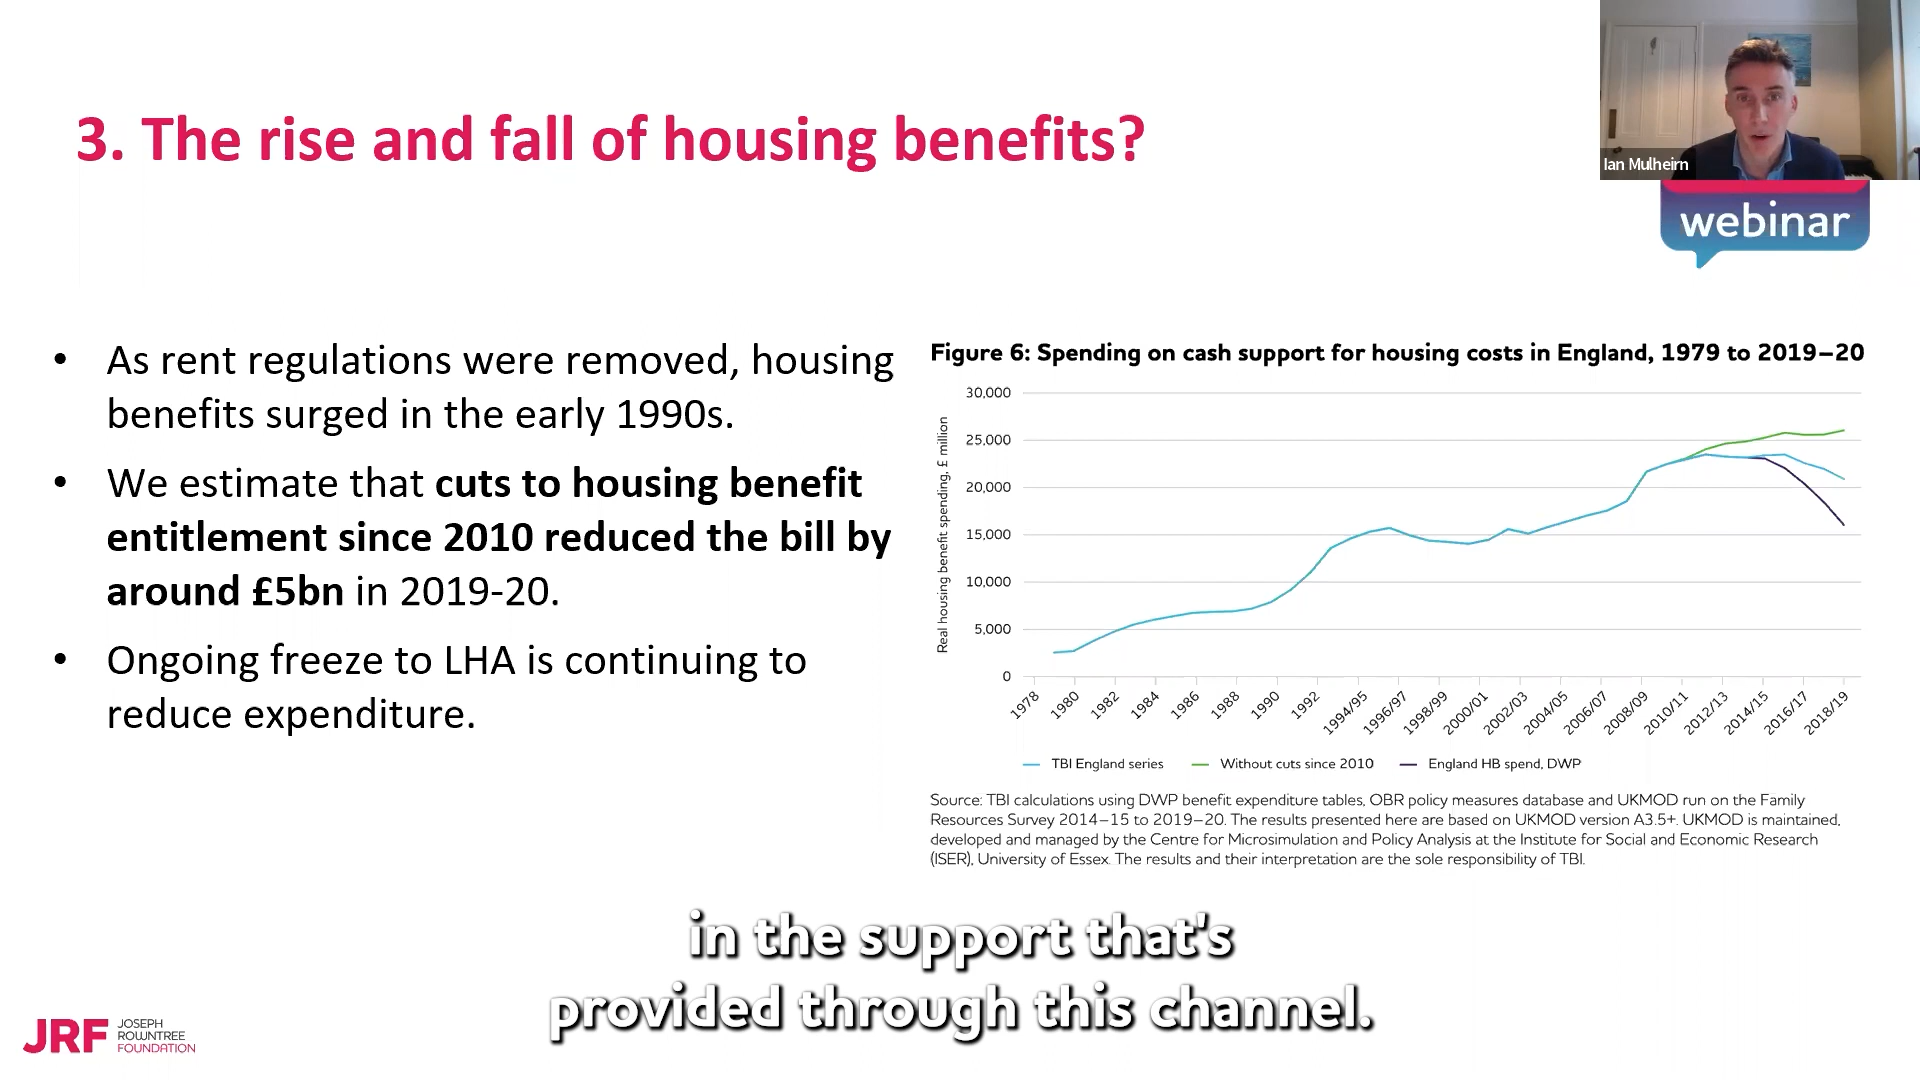 3. The rise and fall of housing benefits?
Ian Mulheirn
webinar
• As rent regulations were removed, housing
benefits surged in the early 1990s.
• We estimate that cuts to housing benefit
entitlement since 2010 reduced the bill by
around £5bn in 2019-20.
• Ongoing freeze to LHA is continuing to
reduce expenditure.
Figure 6: Spending on cash support for housing costs in England, 1979 to 2019–20
Real housing benefit spending, £ million
30,000
25,000
20,000
15,000
10,000
5,000
0
1978
1980
1982
1984
1986
1988
1990
1992
1994/95
1996/97
1998/99
2000/01
2002/03
2004/05
2006/07
2008/09
2010/11
2012/13
2014/15
2016/17
2018/19
TBI England series
Without cuts since 2010
England HB spend, DWP
Source: TBI calculations using DWP benefit expenditure tables, OBR policy measures database and UKMOD run on the Family
Resources Survey 2014–15 to 2019–20. The results presented here are based on UKMOD version A3.5+. UKMOD is maintained,
developed and managed by the Centre for Microsimulation and Policy Analysis at the Institute for Social and Economic Research
(ISER), University of Essex. The results and their interpretation are the sole responsibility of TBI.
in the support that's
provided through this channel.
JRF
JOSEPH
ROWNTREE
FOUNDATION